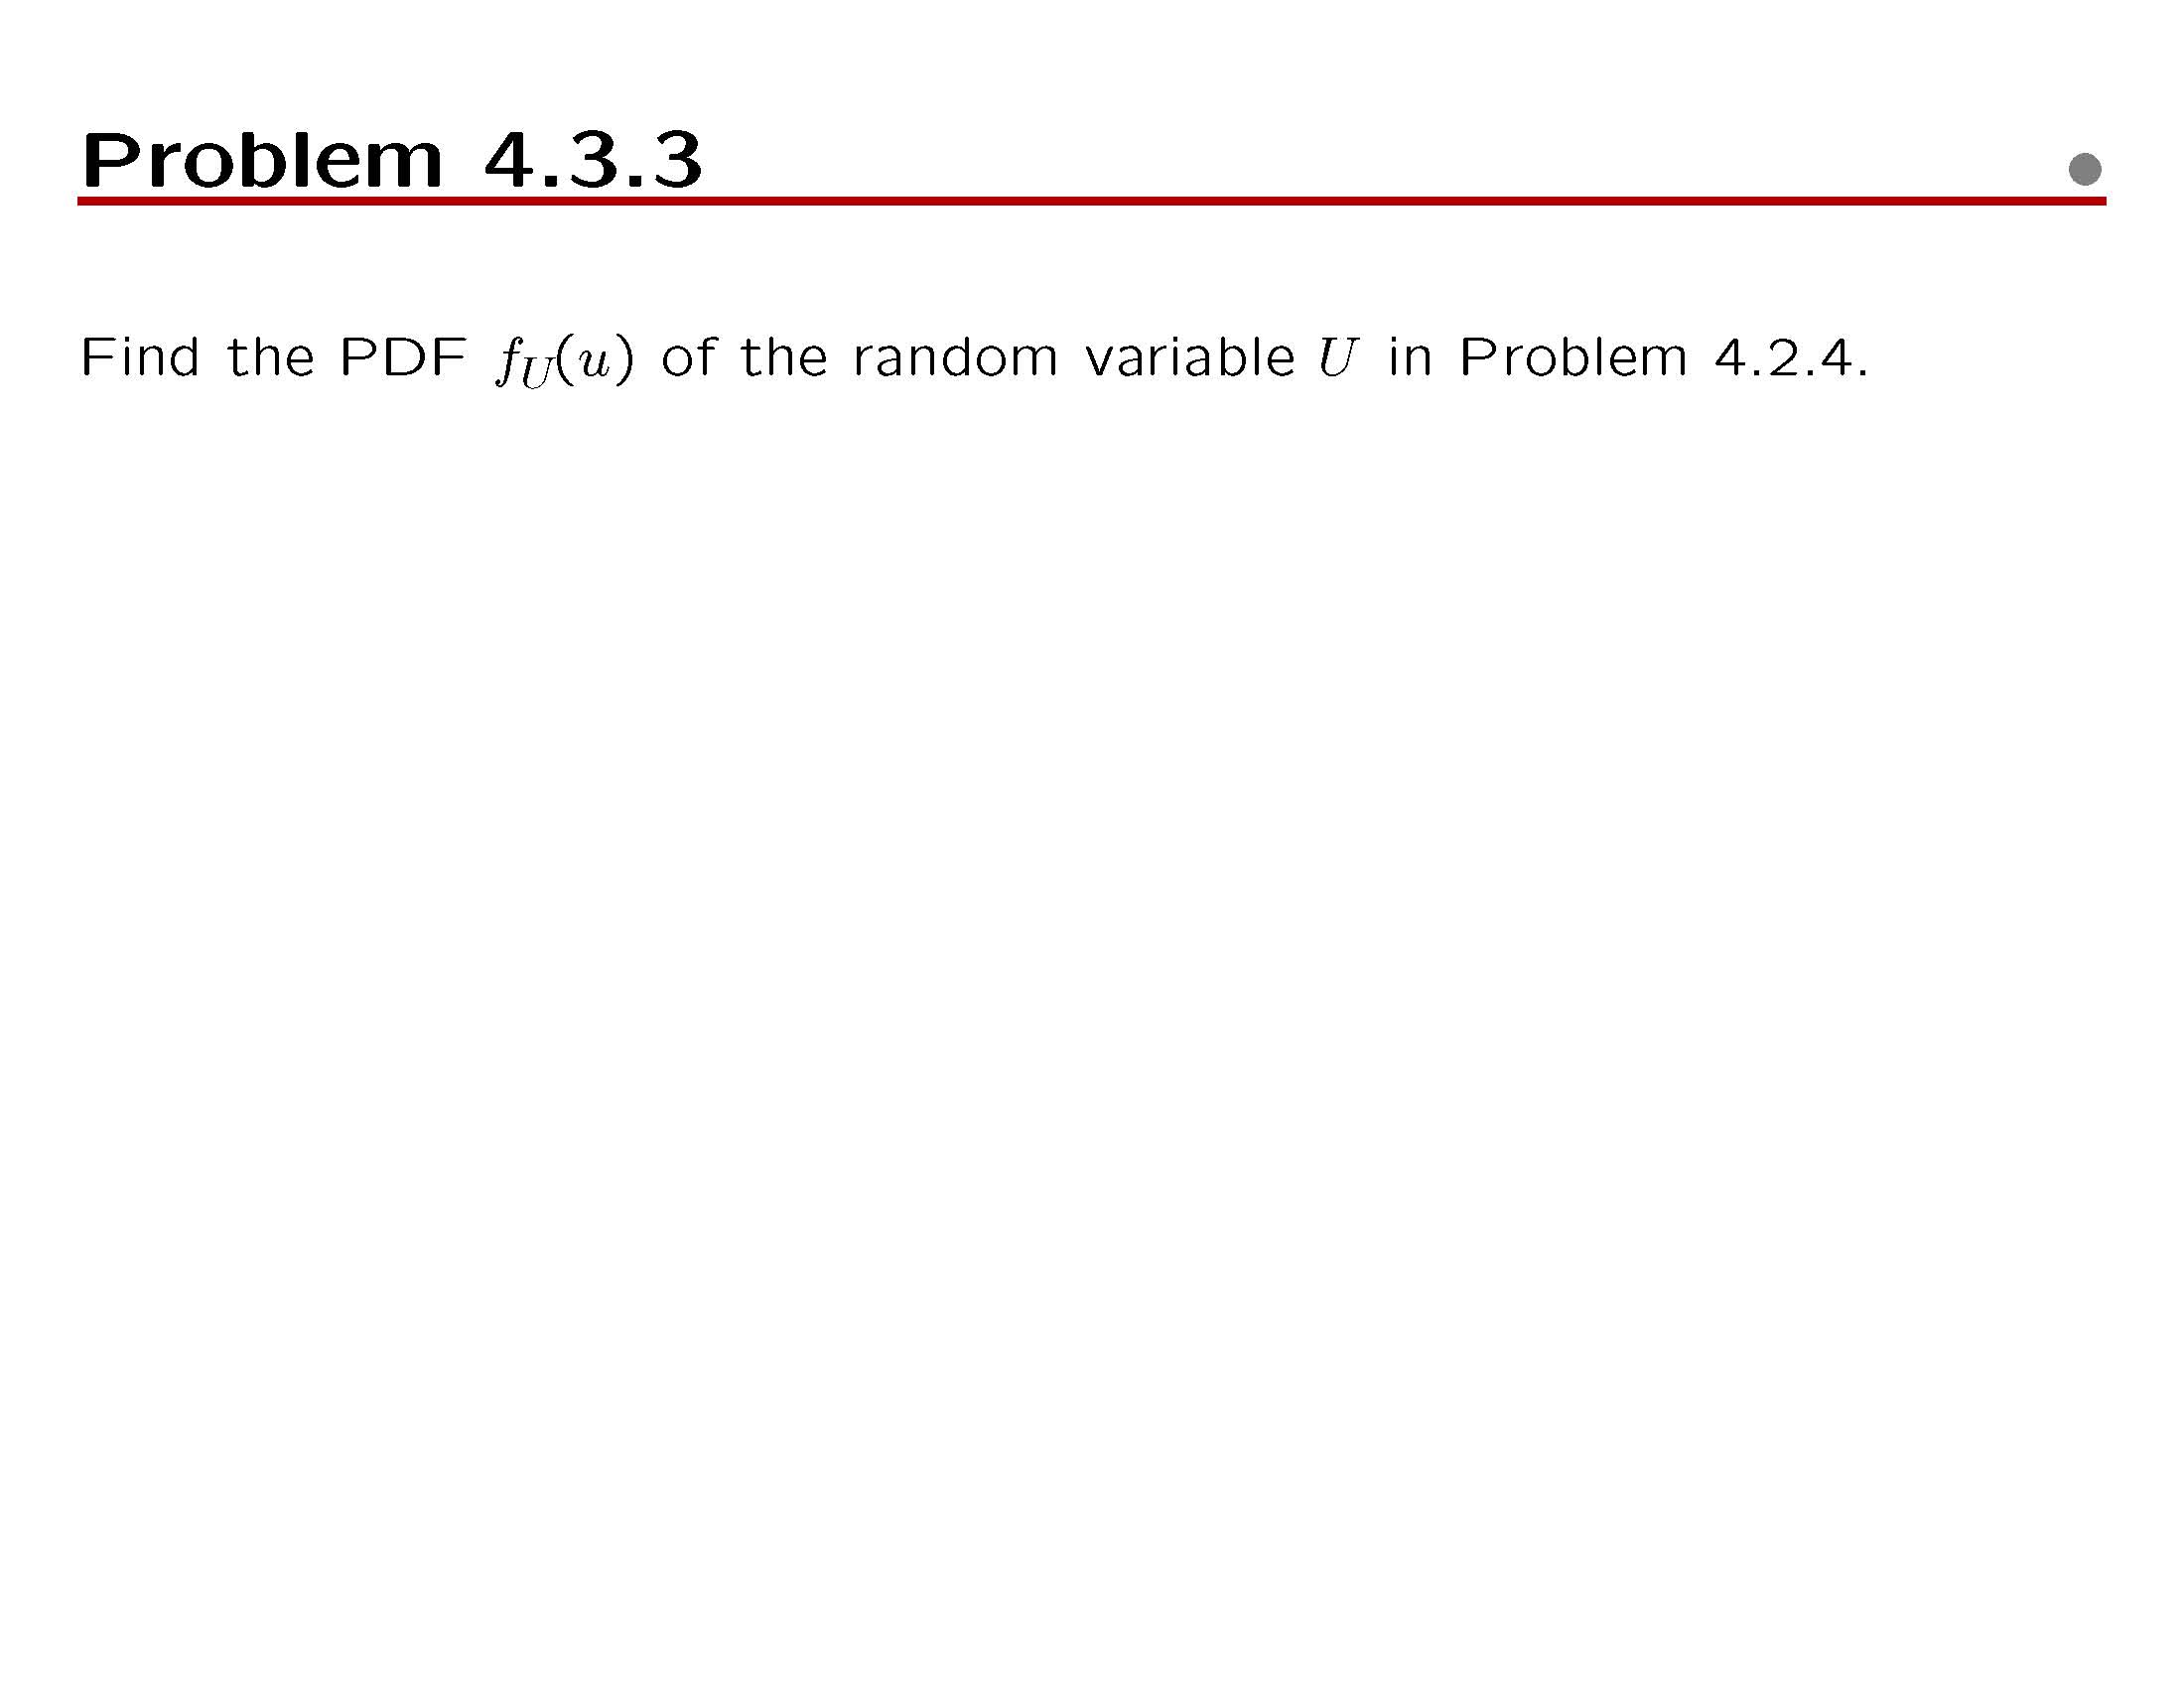 Problem 4.3.3
Find the PDF f_U(u) of the random variable U in Problem 4.2.4.